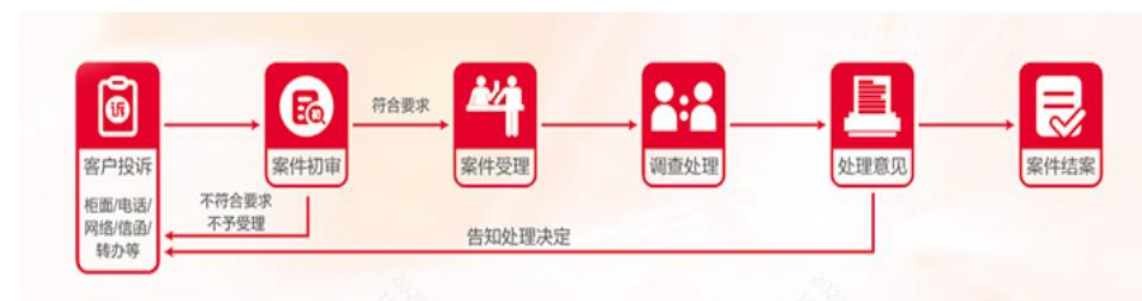 诉
符合要求
客户投诉
案件初审
案件受理
调查处理
处理意见
案件结案
柜面/电话/
网络/信函/
转办等
不符合要求
不予受理
告知处理决定